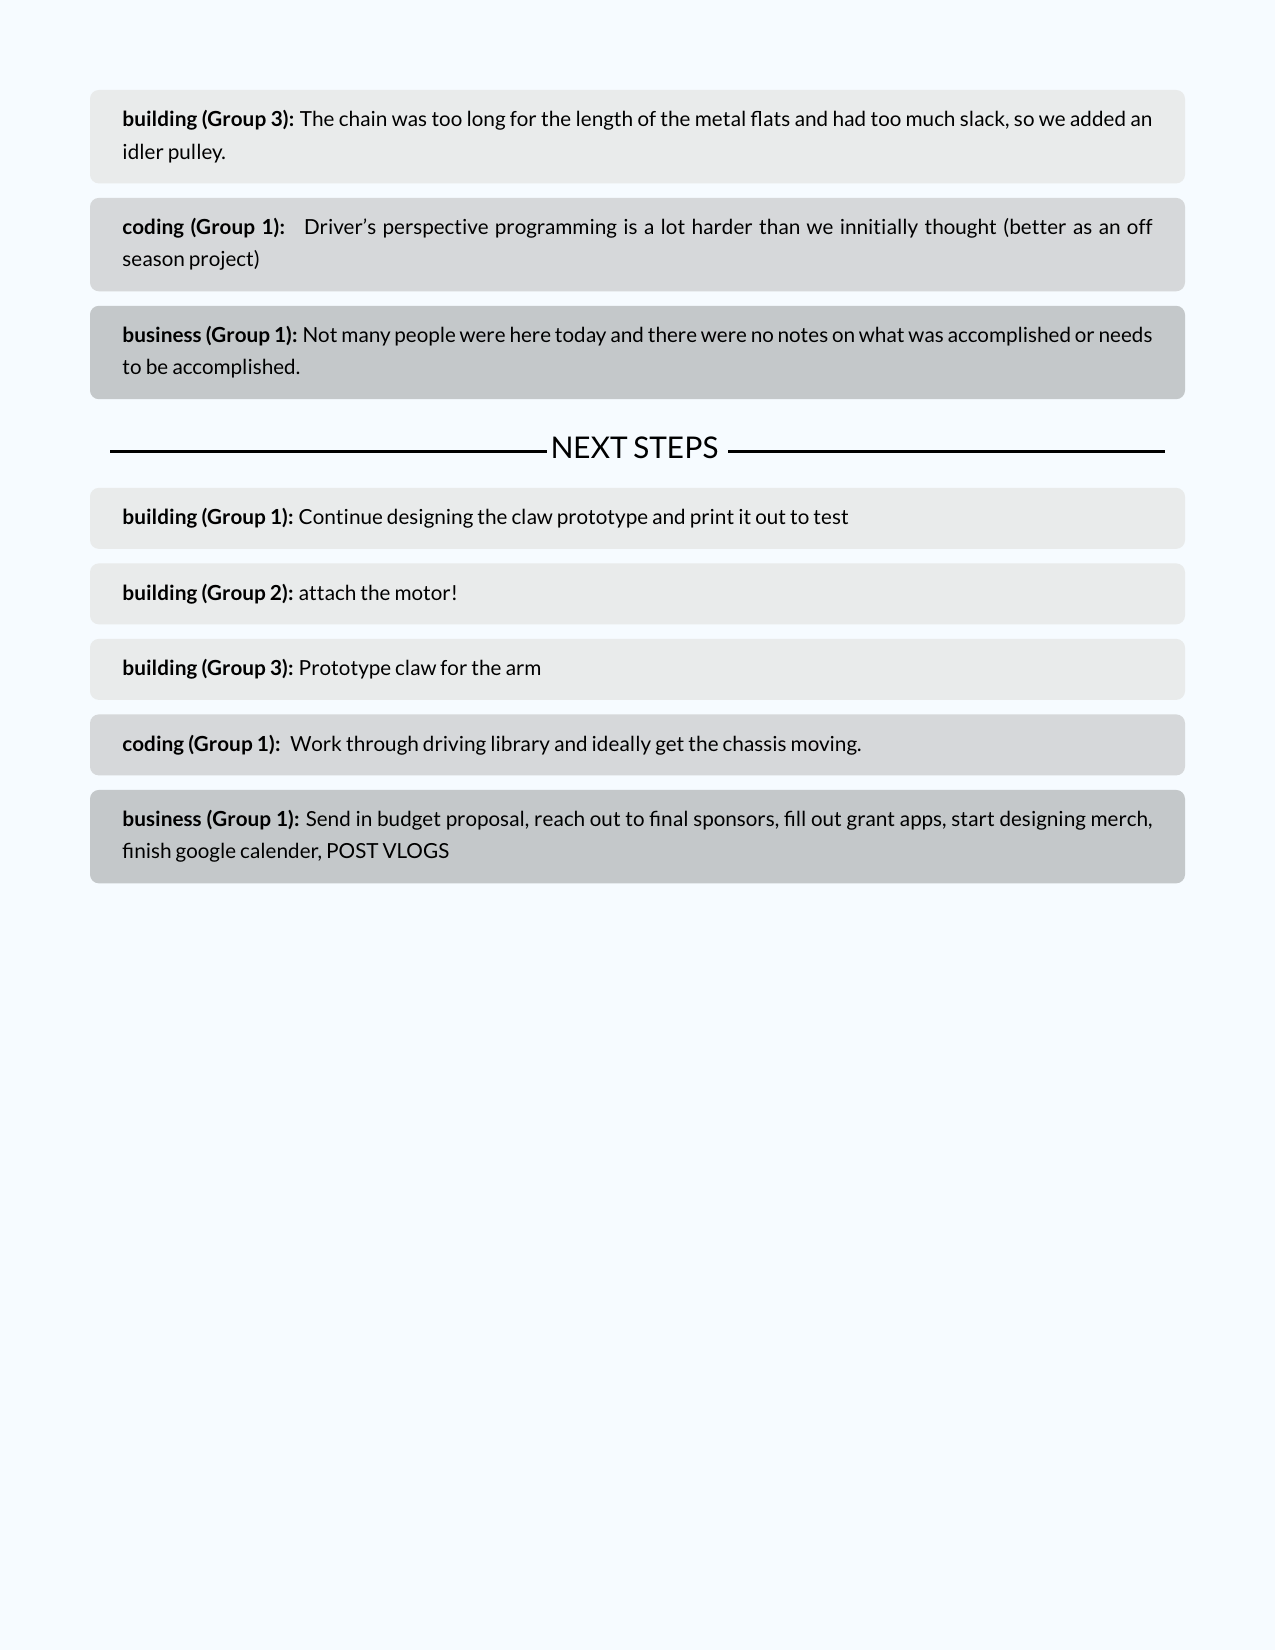 building (Group 3): The chain was too long for the length of the metal flats and had too much slack, so we added an
idler pulley.
coding (Group 1): Driver’s perspective programming is a lot harder than we innitially thought (better as an off
season project)
business (Group 1): Not many people were here today and there were no notes on what was accomplished or needs
to be accomplished.
NEXT STEPS
building (Group 1): Continue designing the claw prototype and print it out to test
building (Group 2): attach the motor!
building (Group 3): Prototype claw for the arm
coding (Group 1): Work through driving library and ideally get the chassis moving.
business (Group 1): Send in budget proposal, reach out to final sponsors, fill out grant apps, start designing merch,
finish google calender, POST VLOGS